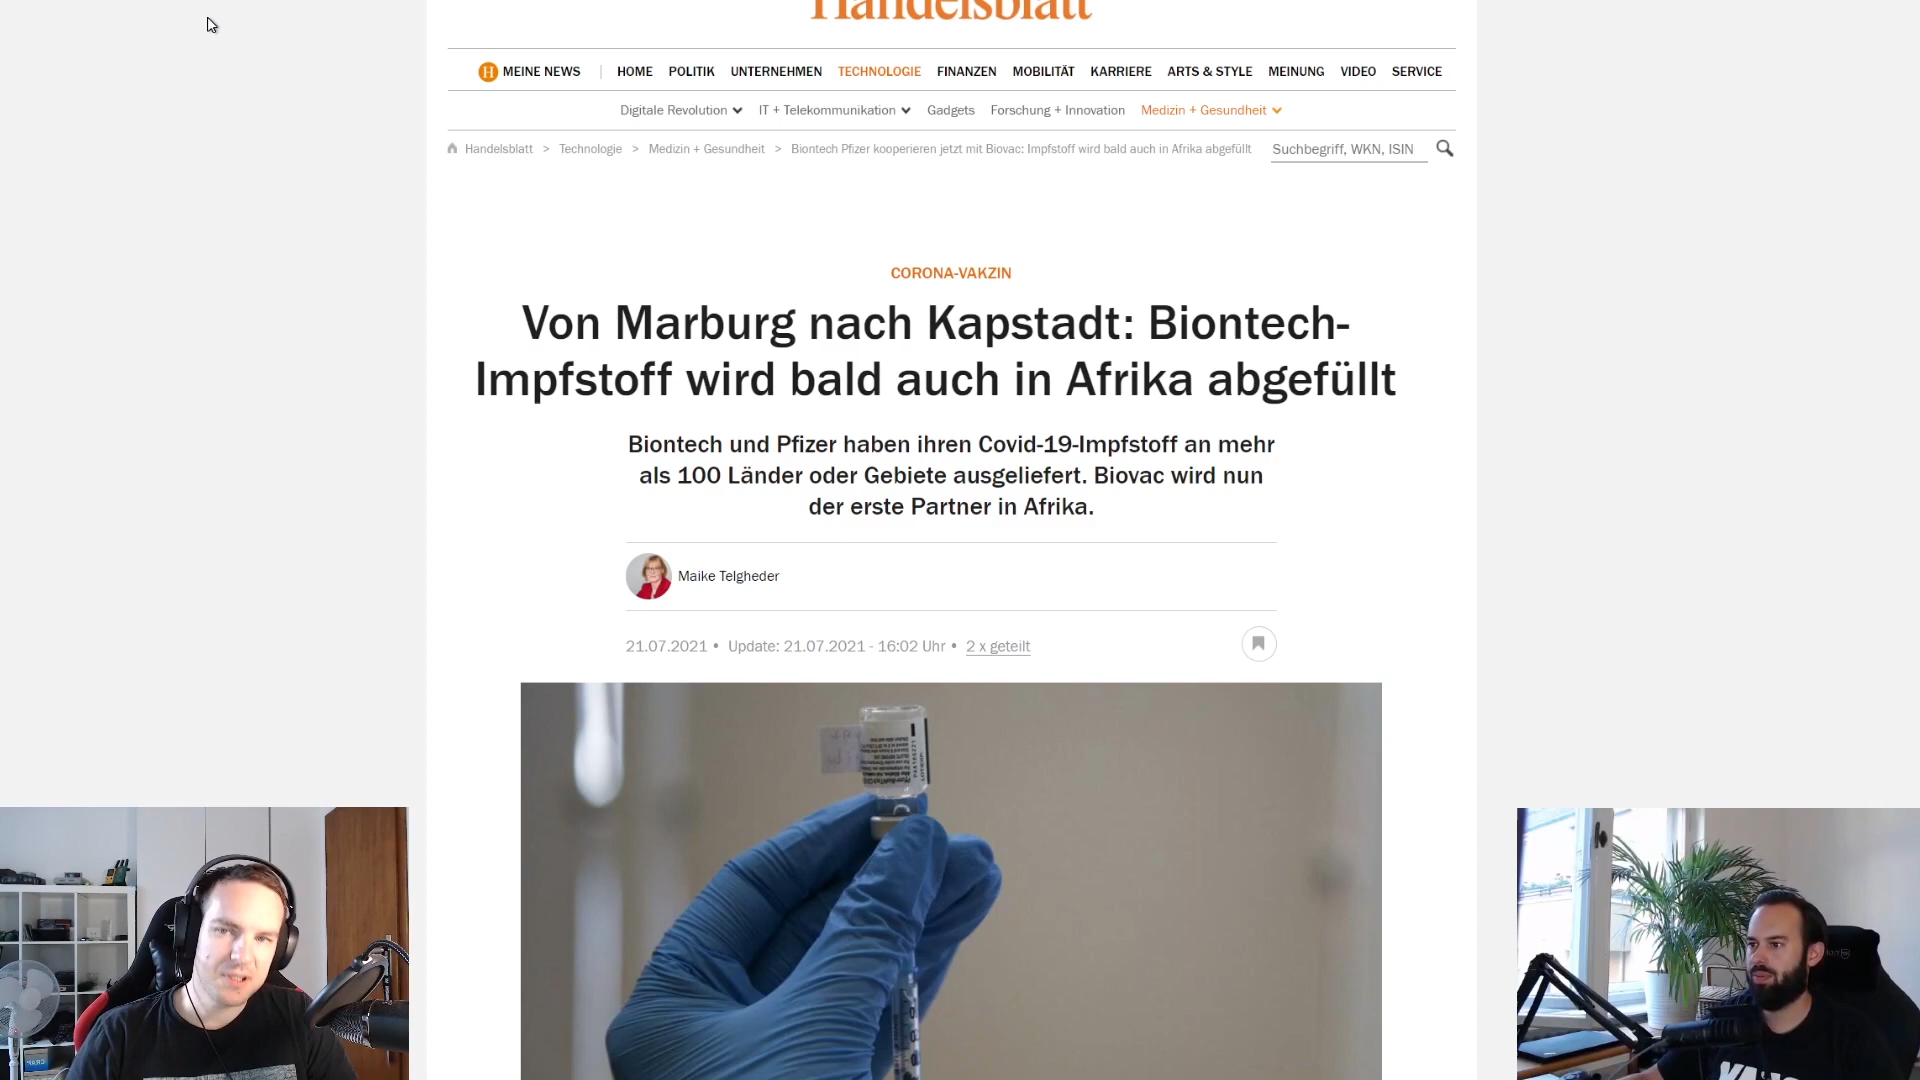 Handelsblatt
MEINE NEWS | HOME POLITIK UNTERNEHMEN TECHNOLOGIE FINANZEN MOBILITÄT KARRIERE ARTS & STYLE MEINUNG VIDEO SERVICE
Digitale Revolution IT + Telekommunikation Gadgets Forschung + Innovation Medizin + Gesundheit
Handelsblatt > Technologie > Medizin + Gesundheit > Biontech Pfizer kooperieren jetzt mit Biovac: Impfstoff wird bald auch in Afrika abgefüllt Suchbegriff, WKN, ISIN
CORONA-VAKZIN
Von Marburg nach Kapstadt: Biontech-
Impfstoff wird bald auch in Afrika abgefüllt
Biontech und Pfizer haben ihren Covid-19-Impfstoff an mehr
als 100 Länder oder Gebiete ausgeliefert. Biovac wird nun
der erste Partner in Afrika.
Maike Telgheder
21.07.2021 • Update: 21.07.2021 - 16:02 Uhr • 2 x geteilt